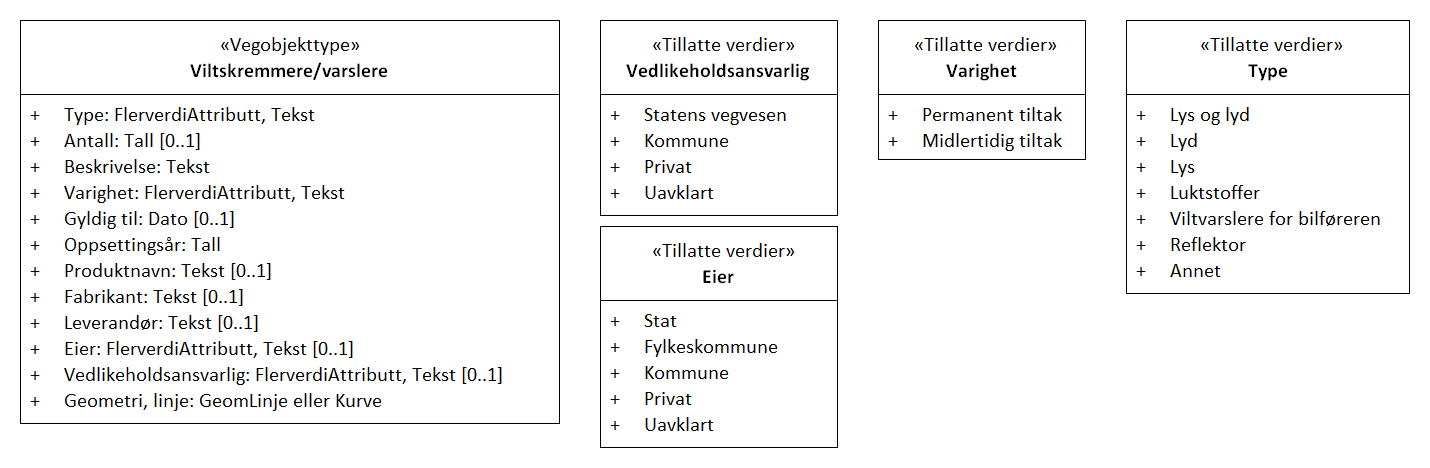 «Vegobjekttype»
Viltskremmere/varslere
+ Type: FlerverdiAttributt, Tekst
+ Antall: Tall [0..1]
+ Beskrivelse: Tekst
+ Varighet: FlerverdiAttributt, Tekst
+ Gyldig til: Dato [0..1]
+ Oppsettingsår: Tall
+ Produktnavn: Tekst [0..1]
+ Fabrikant: Tekst [0..1]
+ Leverandør: Tekst [0..1]
+ Eier: FlerverdiAttributt, Tekst [0..1]
+ Vedlikeholdsansvarlig: FlerverdiAttributt, Tekst [0..1]
+ Geometri, linje: GeomLinje eller Kurve
«Tillatte verdier»
Vedlikeholdsansvarlig
+ Statens vegvesen
+ Kommune
+ Privat
+ Uavklart
«Tillatte verdier»
Eier
+ Stat
+ Fylkeskommune
+ Kommune
+ Privat
+ Uavklart
«Tillatte verdier»
Varighet
+ Permanent tiltak
+ Midlertidig tiltak
«Tillatte verdier»
Type
+ Lys og lyd
+ Lyd
+ Lys
+ Luktstoffer
+ Viltvarslere for bilføreren
+ Reflektor
+ Annet